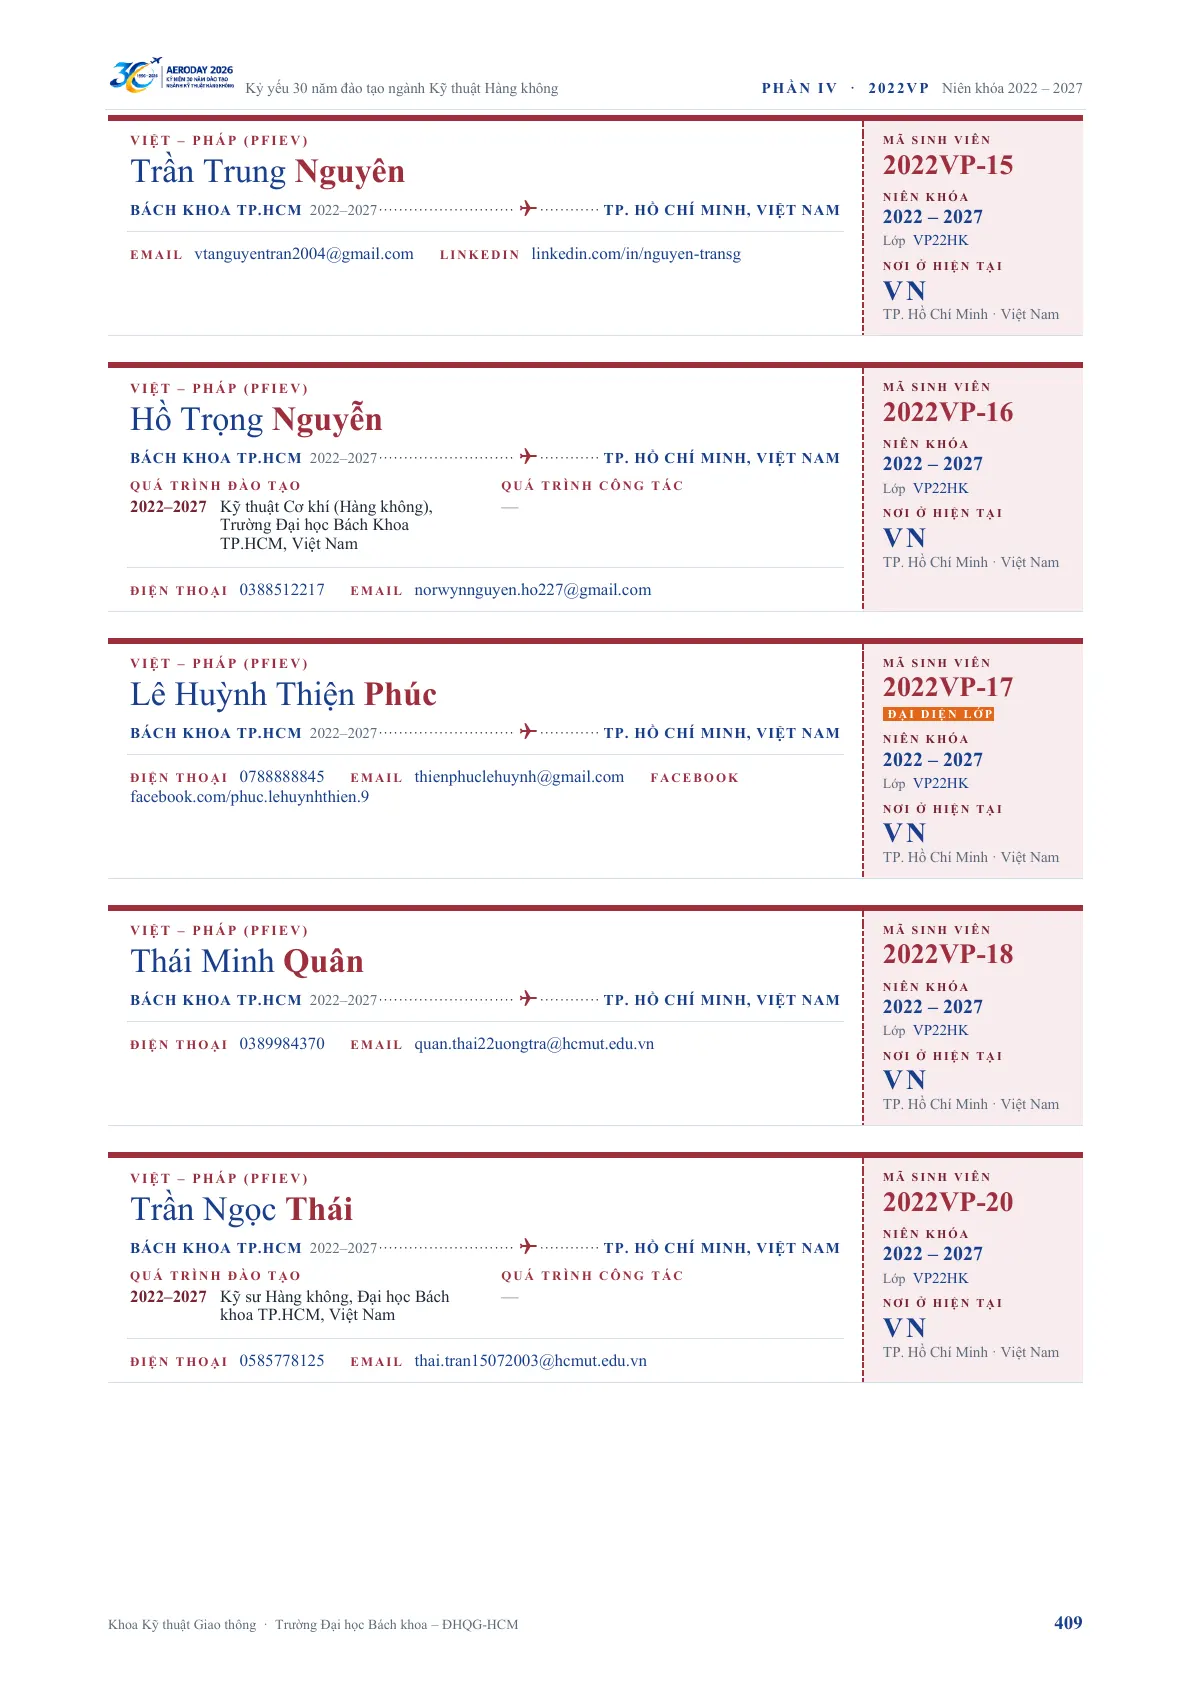 AERODAY 2026
KỶ NIỆM 30 NĂM ĐÀO TẠO
NGÀNH KỸ THUẬT HÀNG KHÔNG
Kỷ yếu 30 năm đào tạo ngành Kỹ thuật Hàng không
PHẦN IV · 2022VP Niên khóa 2022 – 2027
VIỆT – PHÁP (PFIEV)
Trần Trung Nguyên
BÁCH KHOA TP.HCM 2022–2027 TP. HỒ CHÍ MINH, VIỆT NAM
EMAIL vtanguyentran2004@gmail.com LINKEDIN linkedin.com/in/nguyen-transg
MÃ SINH VIÊN
2022VP-15
NIÊN KHÓA
2022 – 2027
Lớp VP22HK
NƠI Ở HIỆN TẠI
VN
TP. Hồ Chí Minh · Việt Nam
VIỆT – PHÁP (PFIEV)
Hồ Trọng Nguyễn
BÁCH KHOA TP.HCM 2022–2027 TP. HỒ CHÍ MINH, VIỆT NAM
QUÁ TRÌNH ĐÀO TẠO
2022–2027 Kỹ thuật Cơ khí (Hàng không),
Trường Đại học Bách Khoa
TP.HCM, Việt Nam
QUÁ TRÌNH CÔNG TÁC
—
ĐIỆN THOẠI 0388512217 EMAIL norwynnguyen.ho227@gmail.com
MÃ SINH VIÊN
2022VP-16
NIÊN KHÓA
2022 – 2027
Lớp VP22HK
NƠI Ở HIỆN TẠI
VN
TP. Hồ Chí Minh · Việt Nam
VIỆT – PHÁP (PFIEV)
Lê Huỳnh Thiện Phúc
BÁCH KHOA TP.HCM 2022–2027 TP. HỒ CHÍ MINH, VIỆT NAM
ĐIỆN THOẠI 0788888845 EMAIL thienphuclehuynh@gmail.com FACEBOOK
facebook.com/phuc.lehuynhthien.9
MÃ SINH VIÊN
2022VP-17
ĐẠI DIỆN LỚP
NIÊN KHÓA
2022 – 2027
Lớp VP22HK
NƠI Ở HIỆN TẠI
VN
TP. Hồ Chí Minh · Việt Nam
VIỆT – PHÁP (PFIEV)
Thái Minh Quân
BÁCH KHOA TP.HCM 2022–2027 TP. HỒ CHÍ MINH, VIỆT NAM
ĐIỆN THOẠI 0389984370 EMAIL quan.thai22uongtra@hcmut.edu.vn
MÃ SINH VIÊN
2022VP-18
NIÊN KHÓA
2022 – 2027
Lớp VP22HK
NƠI Ở HIỆN TẠI
VN
TP. Hồ Chí Minh · Việt Nam
VIỆT – PHÁP (PFIEV)
Trần Ngọc Thái
BÁCH KHOA TP.HCM 2022–2027 TP. HỒ CHÍ MINH, VIỆT NAM
QUÁ TRÌNH ĐÀO TẠO
2022–2027 Kỹ sư Hàng không, Đại học Bách
khoa TP.HCM, Việt Nam
QUÁ TRÌNH CÔNG TÁC
—
ĐIỆN THOẠI 0585778125 EMAIL thai.tran15072003@hcmut.edu.vn
MÃ SINH VIÊN
2022VP-20
NIÊN KHÓA
2022 – 2027
Lớp VP22HK
NƠI Ở HIỆN TẠI
VN
TP. Hồ Chí Minh · Việt Nam
Khoa Kỹ thuật Giao thông · Trường Đại học Bách khoa – ĐHQG-HCM
409